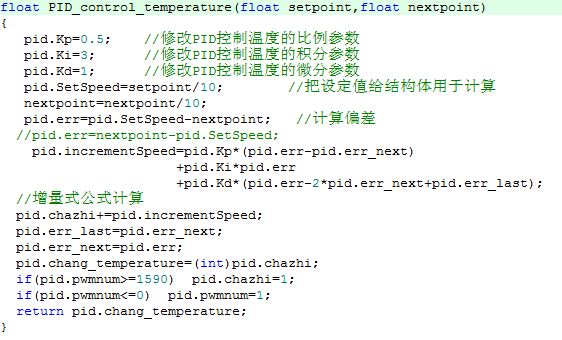 float PID_control_temperature(float setpoint,float nextpoint)
{
pid.Kp=0.5;    //修改PID控制温度的比例参数
pid.Ki=3;      //修改PID控制温度的积分参数
pid.Kd=1;      //修改PID控制温度的微分参数
pid.SetSpeed=setpoint/10;        //把设定值给结构体用于计算
nextpoint=nextpoint/10;
pid.err=pid.SetSpeed-nextpoint;   //计算偏差
//pid.err=nextpoint-pid.SetSpeed;
pid.incrementSpeed=pid.Kp*(pid.err-pid.err_next)
+pid.Ki*pid.err
+pid.Kd*(pid.err-2*pid.err_next+pid.err_last);
//增量式公式计算
pid.chazhi+=pid.incrementSpeed;
pid.err_last=pid.err_next;
pid.err_next=pid.err;
pid.chang_temperature=(int)pid.chazhi;
if(pid.pwmnum>=1590)  pid.chazhi=1;
if(pid.pwmnum<=0)  pid.pwmnum=1;
return pid.chang_temperature;
}